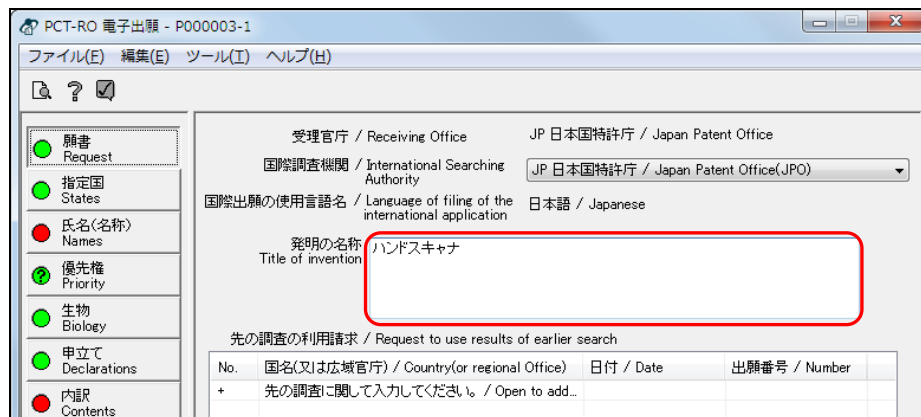 PCT-RO 電子出願 - P000003-1
ファイル(F) 編集(E) ツール(T) ヘルプ(H)
願書
Request
指定国
States
氏名(名称)
Names
優先権
Priority
生物
Biology
申立て
Declarations
内訳
Contents
受理官庁 / Receiving Office JP 日本国特許庁 / Japan Patent Office
国際調査機関 / International Searching
Authority
JP 日本国特許庁 / Japan Patent Office(JPO)
国際出願の使用言語名 / Language of filing of the
international application
日本語 / Japanese
発明の名称
Title of invention
ハンドスキャナ
先の調査の利用請求 / Request to use results of earlier search
No. 国名(又は広域官庁) / Country(or regional Office) 日付 / Date 出願番号 / Number
+ 先の調査に関して入力してください。 / Open to add...